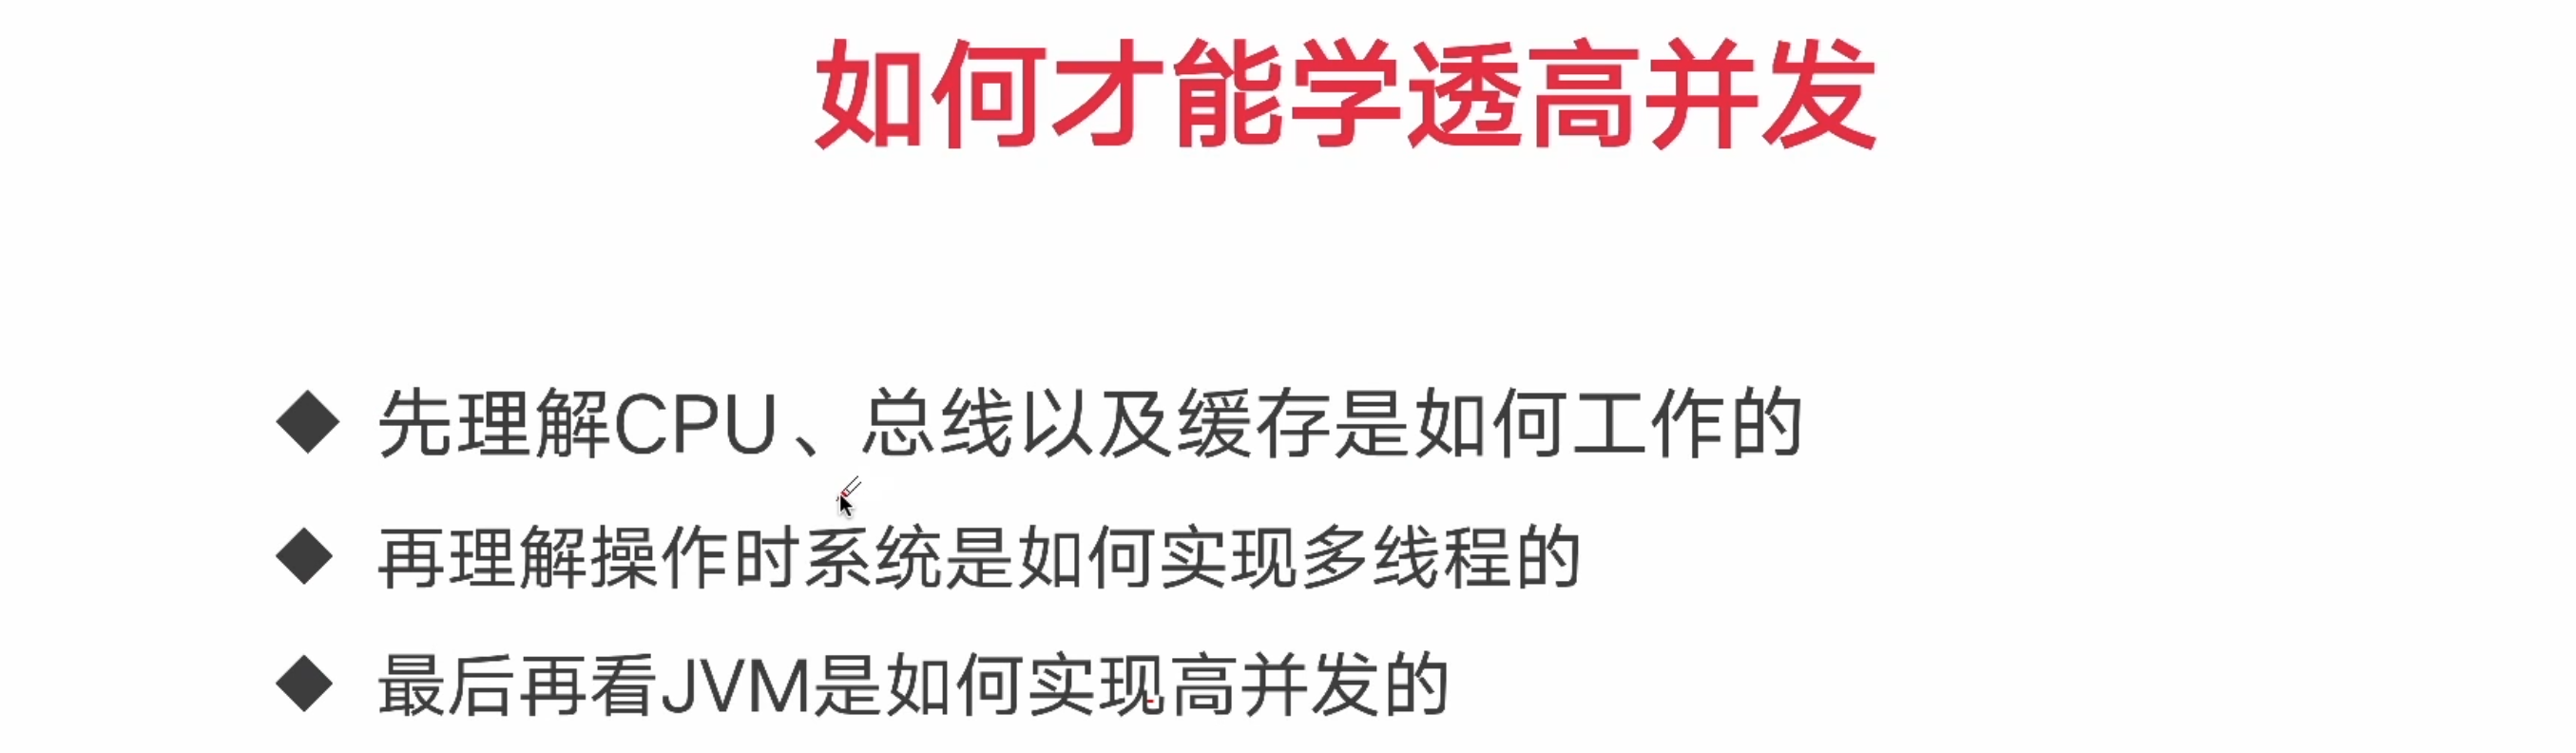 如何才能学透高并发
◆ 先理解CPU、总线以及缓存是如何工作的
◆ 再理解操作时系统是如何实现多线程的
◆ 最后再看JVM是如何实现高并发的